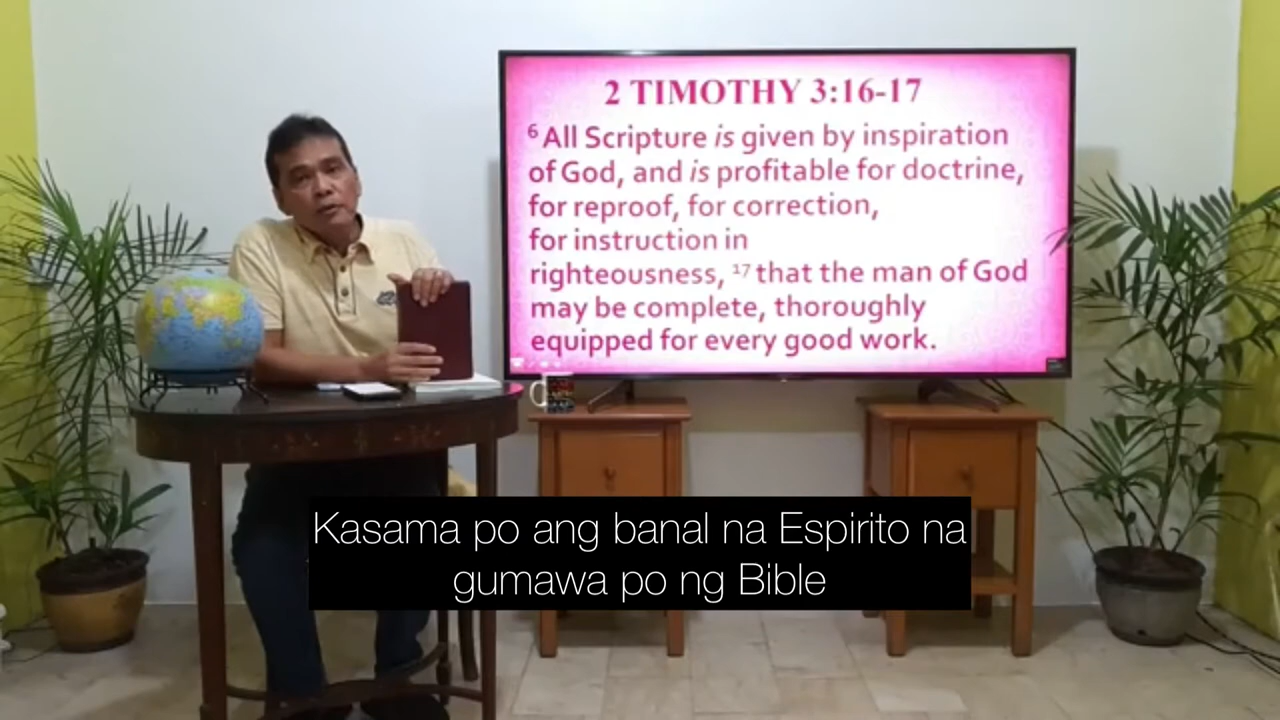 2 TIMOTHY 3:16-17
⁶ All Scripture is given by inspiration
of God, and is profitable for doctrine,
for reproof, for correction,
for instruction in
righteousness, ¹⁷ that the man of God
may be complete, thoroughly
equipped for every good work.
Kasama po ang banal na Espirito na
gumawa po ng Bible